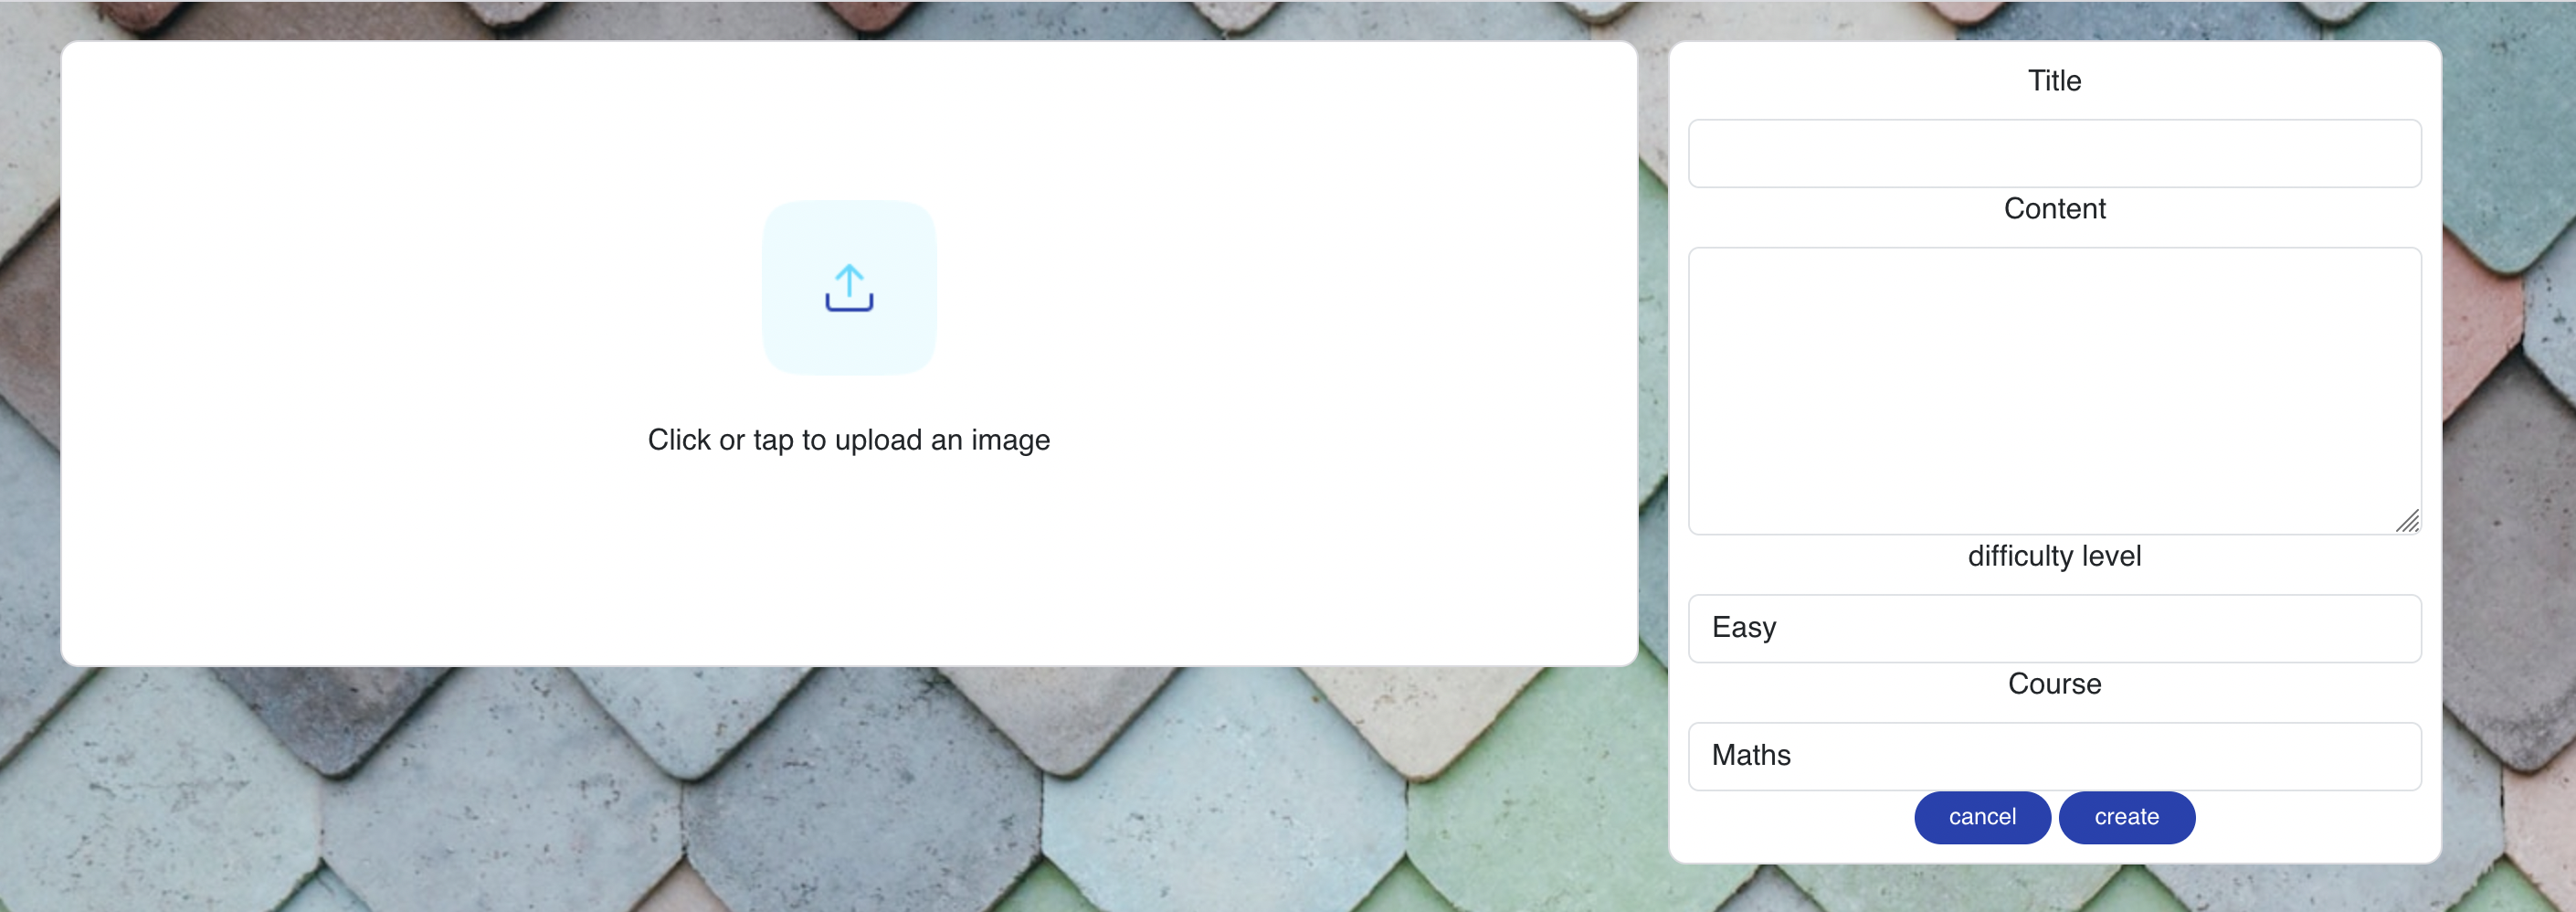 Click or tap to upload an image
Title
Content
difficulty level
Easy
Course
Maths
cancel create